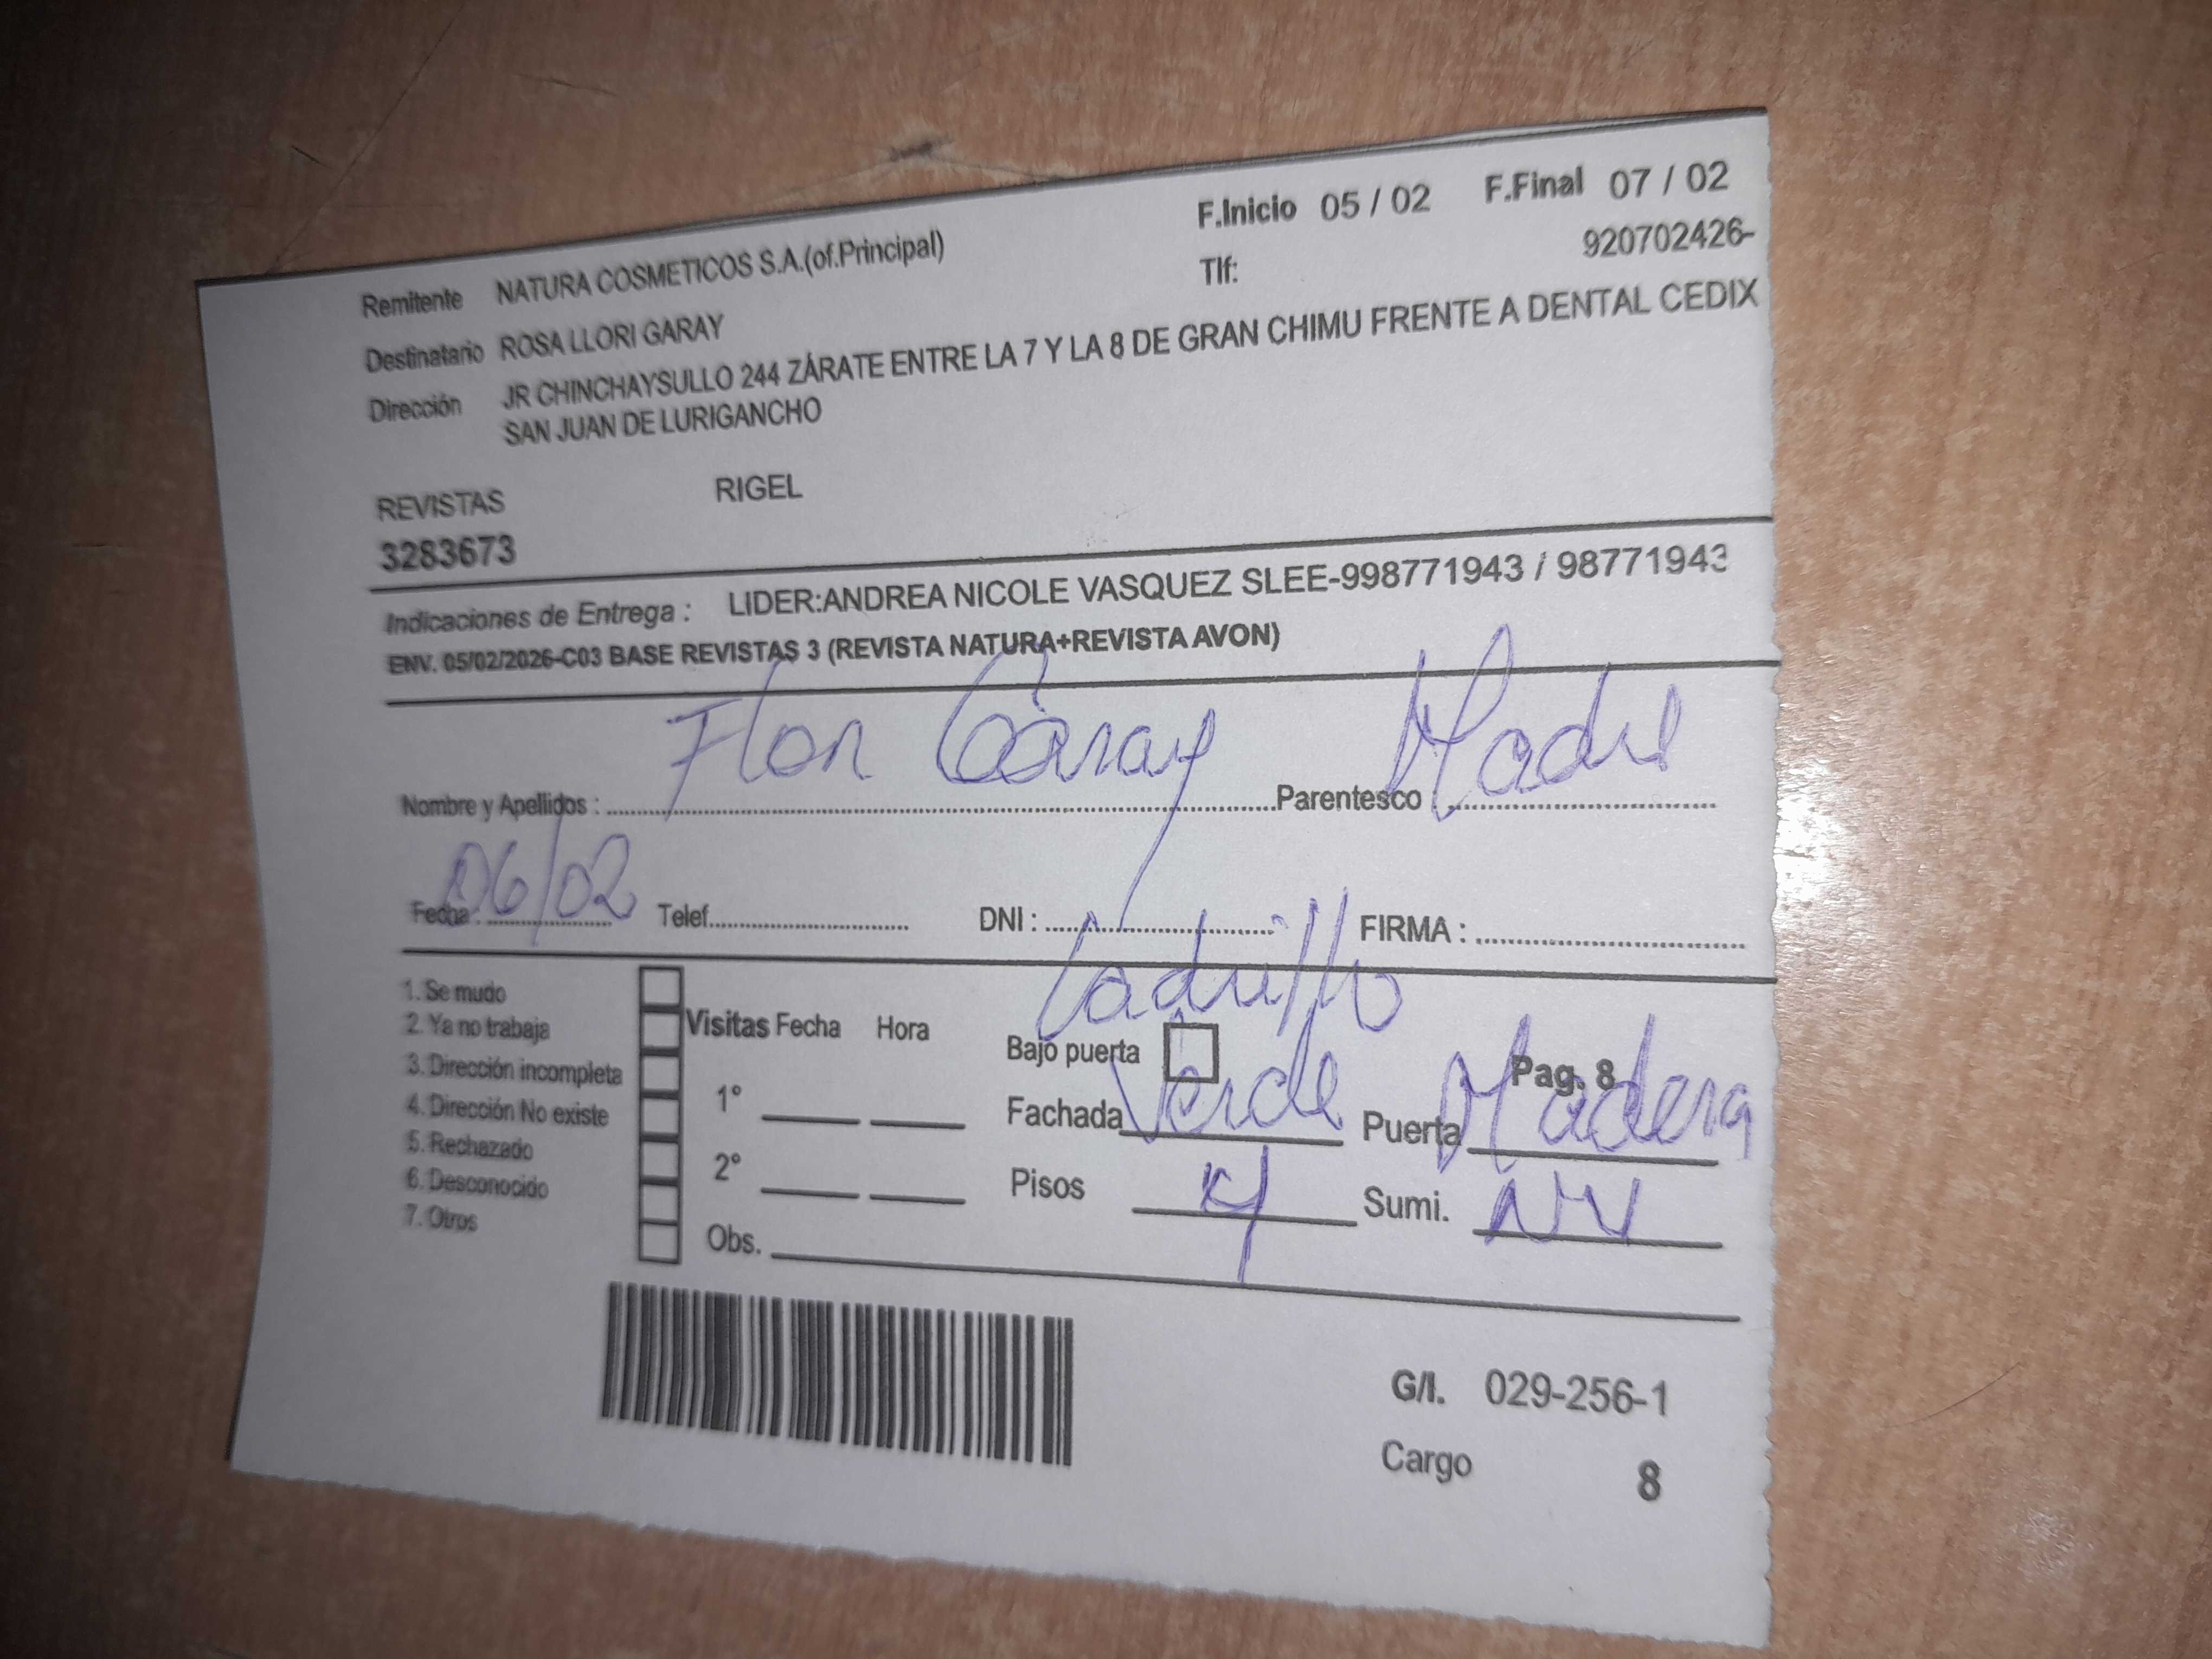 F.Inicio 05 / 02 F.Final 07 / 02
Remitente NATURA COSMETICOS S.A.(of.Principal) Tlf: 920702426-
Destinatario ROSA LLORI GARAY
Dirección JR CHINCHAYSULLO 244 ZÁRATE ENTRE LA 7 Y LA 8 DE GRAN CHIMU FRENTE A DENTAL CEDIX
SAN JUAN DE LURIGANCHO
REVISTAS RIGEL
3283673
Indicaciones de Entrega : LIDER:ANDREA NICOLE VASQUEZ SLEE-998771943 / 98771943
ENV. 05/02/2026-C03 BASE REVISTAS 3 (REVISTA NATURA+REVISTA AVON)
Nombre y Apellidos : Flor Garay Parentesco : Madre
Fecha : 06/02 Telef. DNI : FIRMA :
Ladrillo
1. Se mudo
2. Ya no trabaja
3. Dirección incompleta
4. Dirección No existe
5. Rechazado
6. Desconocido
7. Otros
Visitas Fecha Hora
1°
2°
Obs.
Bajo puerta Pag. 8
Fachada Verde Puerta Madera
Pisos 4 Sumi. NV
G/I. 029-256-1
Cargo 8